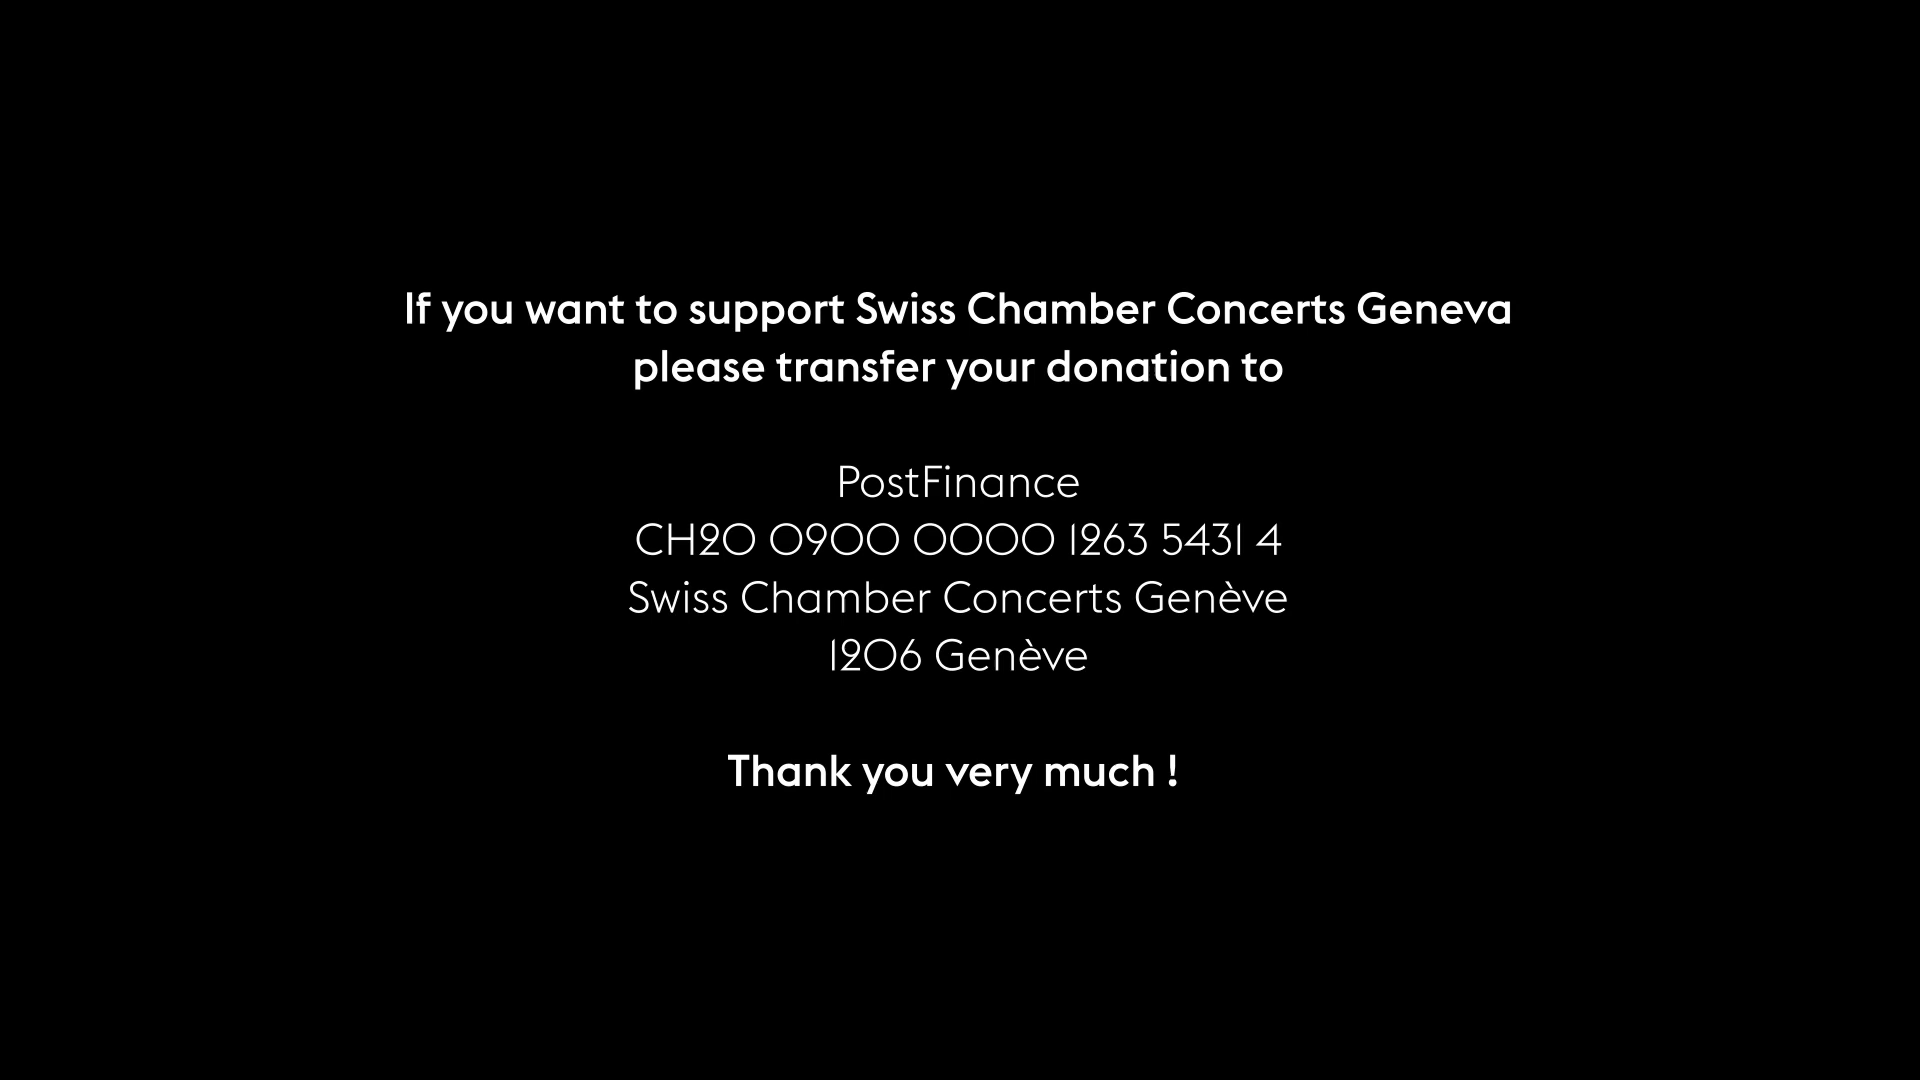 If you want to support Swiss Chamber Concerts Geneva
please transfer your donation to
PostFinance
CH20 0900 0000 1263 5431 4
Swiss Chamber Concerts Genève
1206 Genève
Thank you very much !